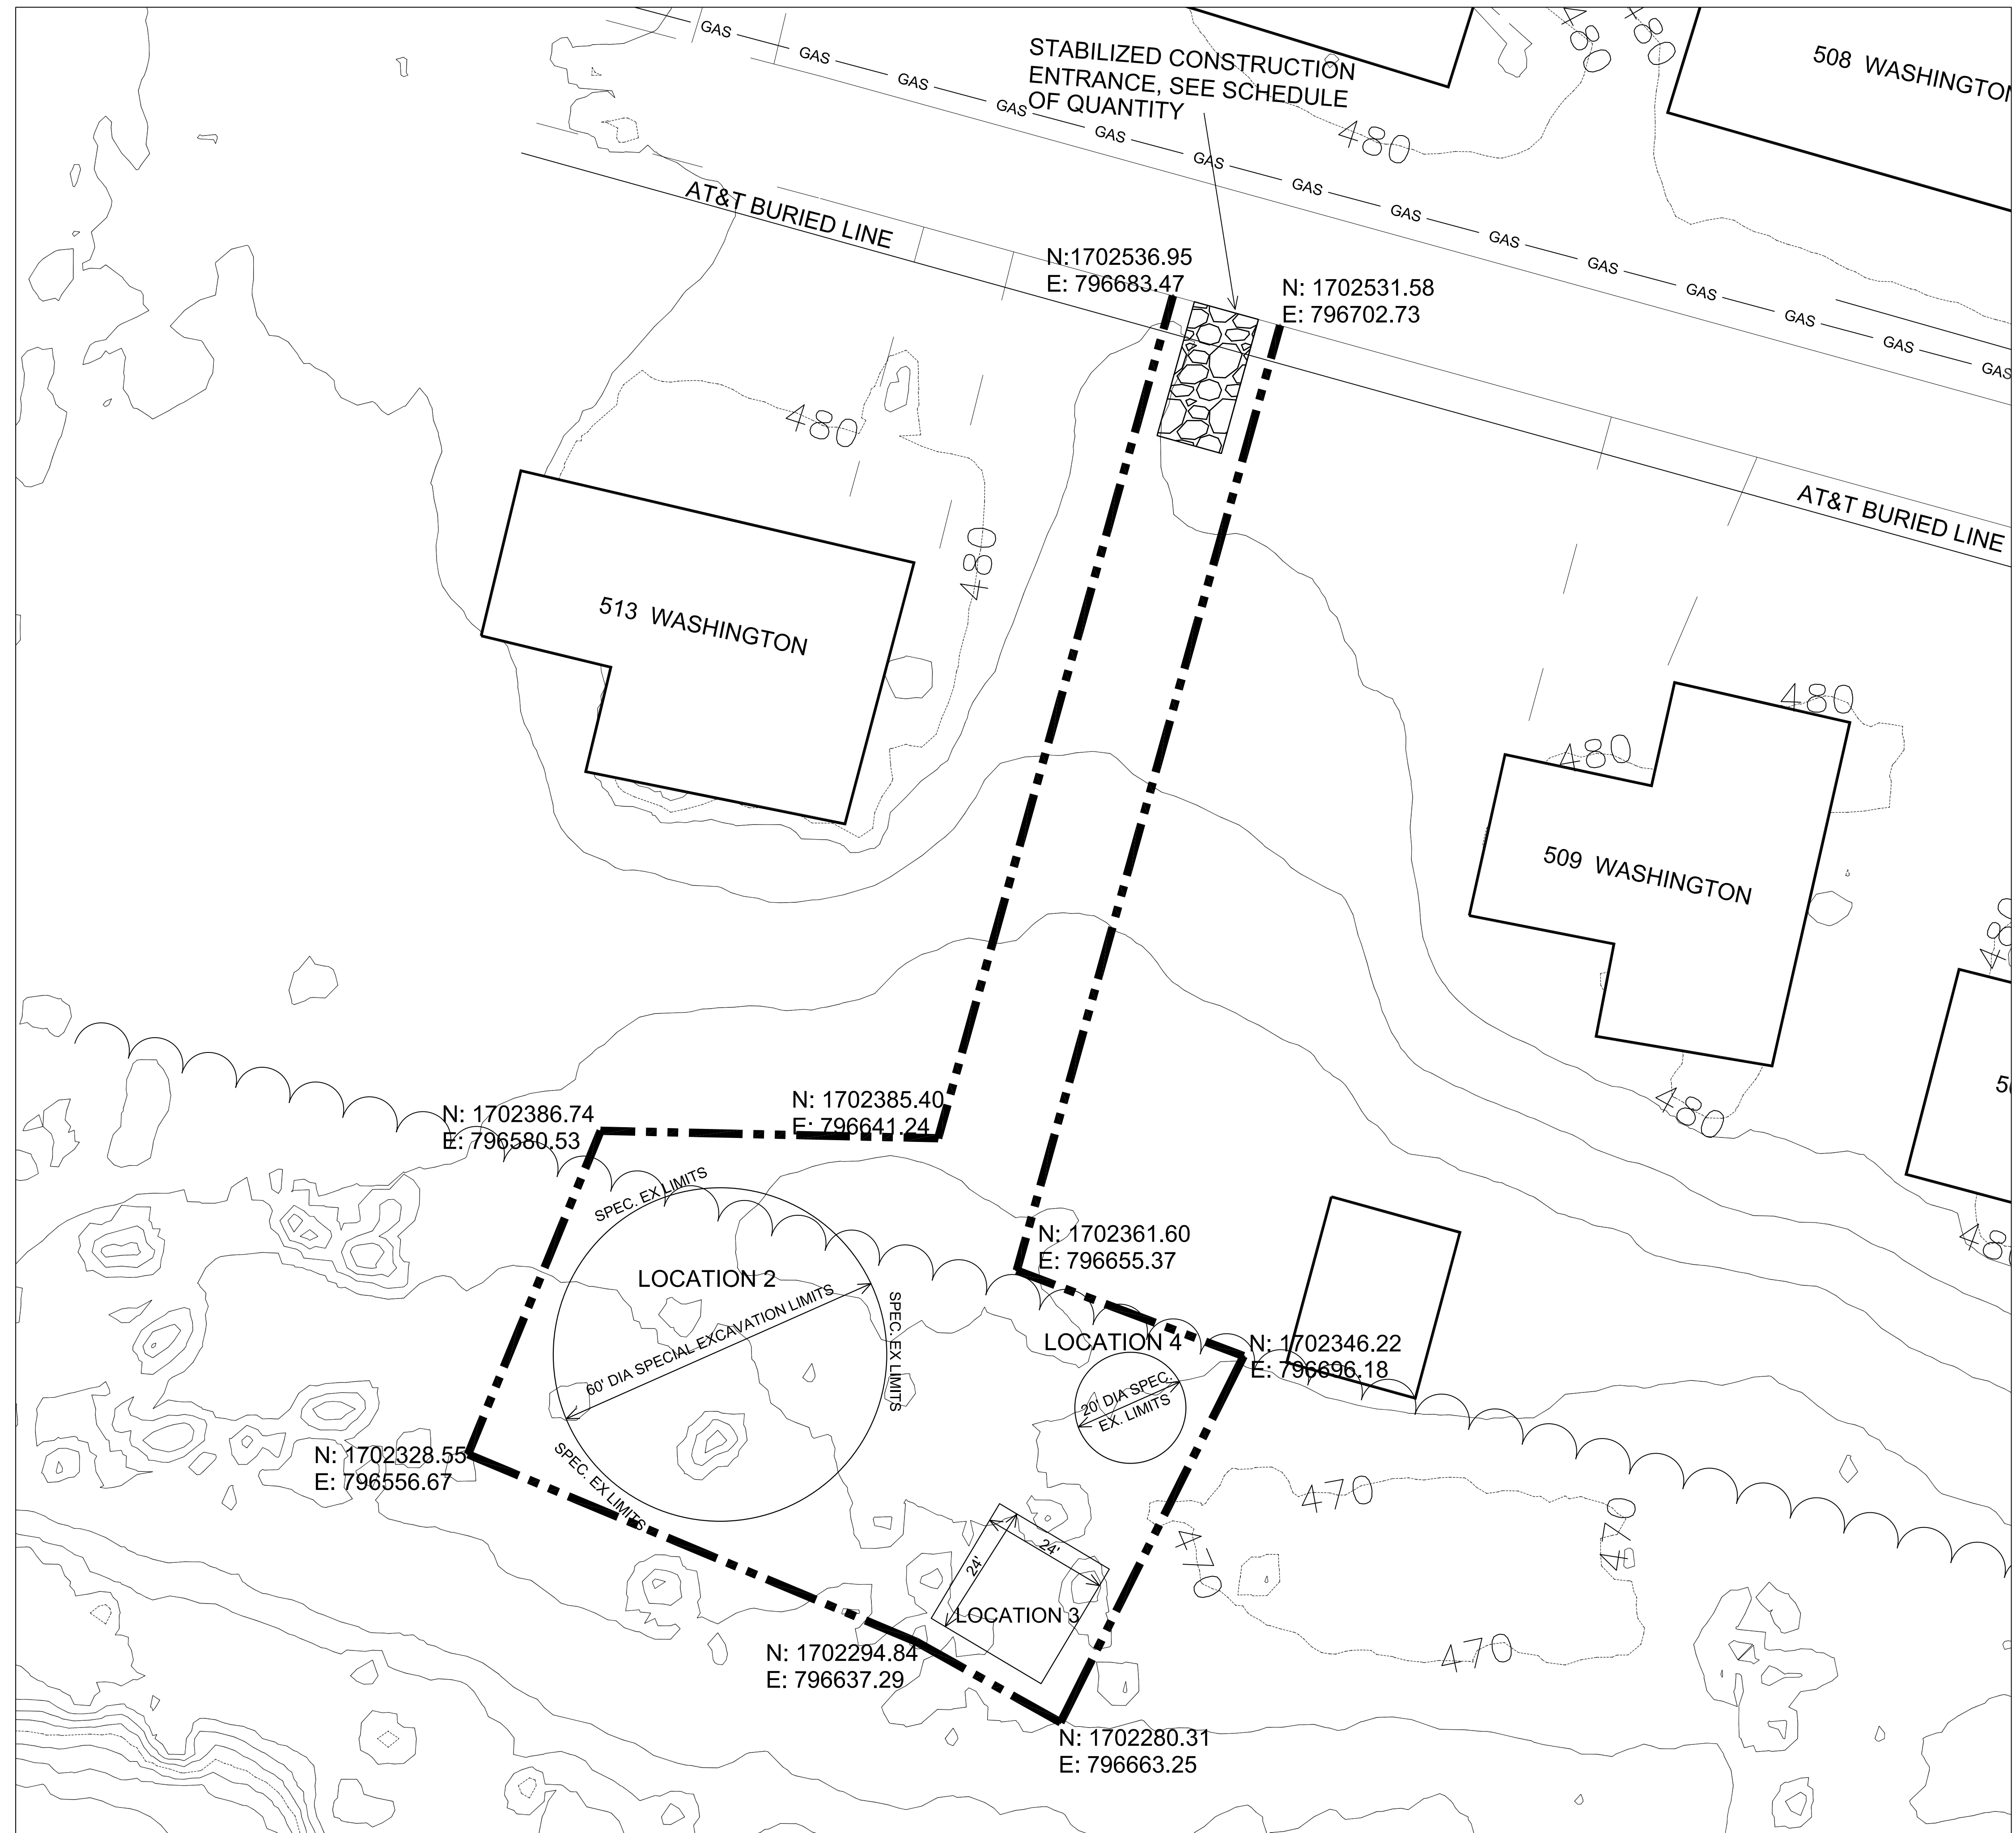 GAS
GAS
GAS
GAS
GAS
GAS
GAS
GAS
GAS
GAS
GAS
GAS
GAS
GAS
STABILIZED CONSTRUCTION
ENTRANCE, SEE SCHEDULE
OF QUANTITY
480
480
480
508 WASHINGTON
AT&T BURIED LINE
N:1702536.95
E: 796683.47
N: 1702531.58
E: 796702.73
480
480
AT&T BURIED LINE
513 WASHINGTON
480
480
509 WASHINGTON
480
480
N: 1702386.74
E: 796580.53
N: 1702385.40
E: 796641.24
SPEC. EX LIMITS
LOCATION 2
60' DIA SPECIAL EXCAVATION LIMITS
SPEC. EX LIMITS
SPEC. EX LIMITS
N: 1702361.60
E: 796655.37
LOCATION 4
20' DIA SPEC.
EX. LIMITS
N: 1702346.22
E: 796696.18
N: 1702328.55
E: 796556.67
470
470
470
470
24'
24'
LOCATION 3
N: 1702294.84
E: 796637.29
N: 1702280.31
E: 796663.25